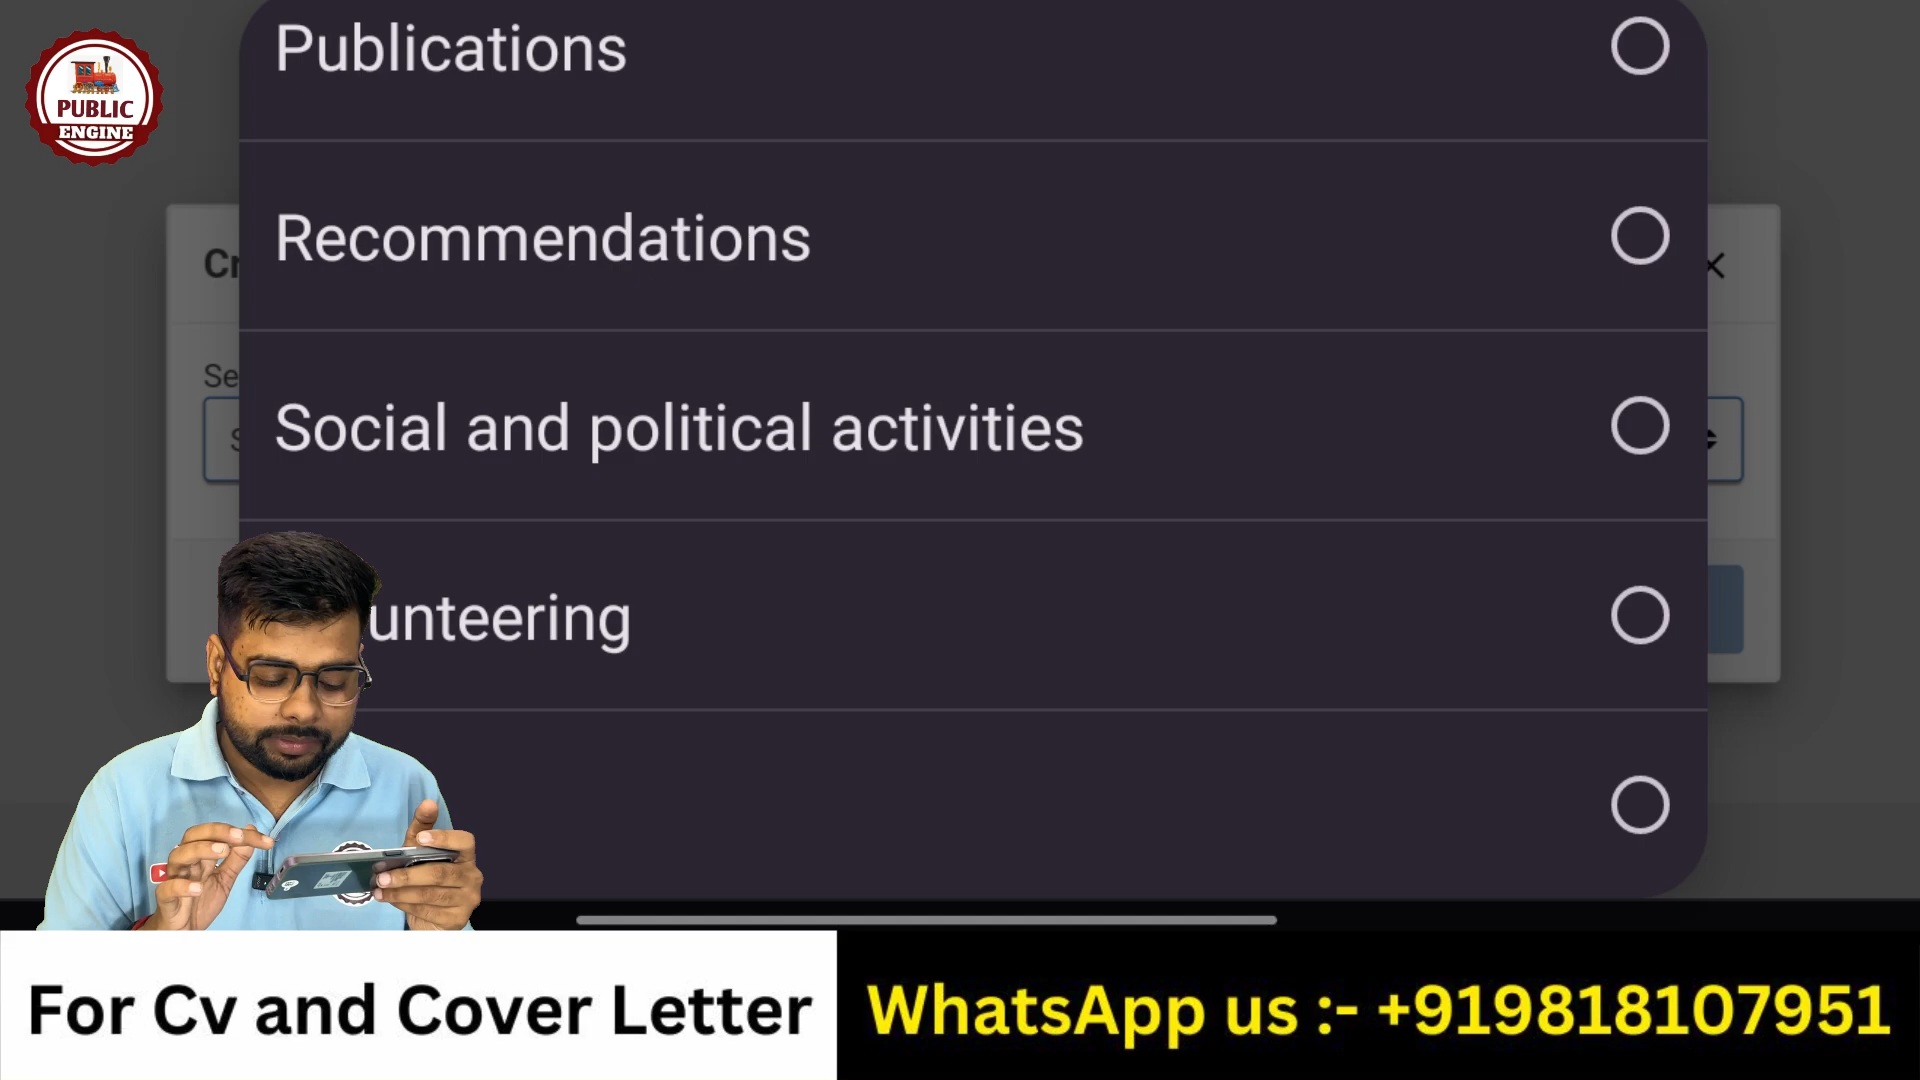 PUBLIC
ENGINE
Publications
Recommendations
Social and political activities
unteering
For Cv and Cover Letter
WhatsApp us :- +919818107951